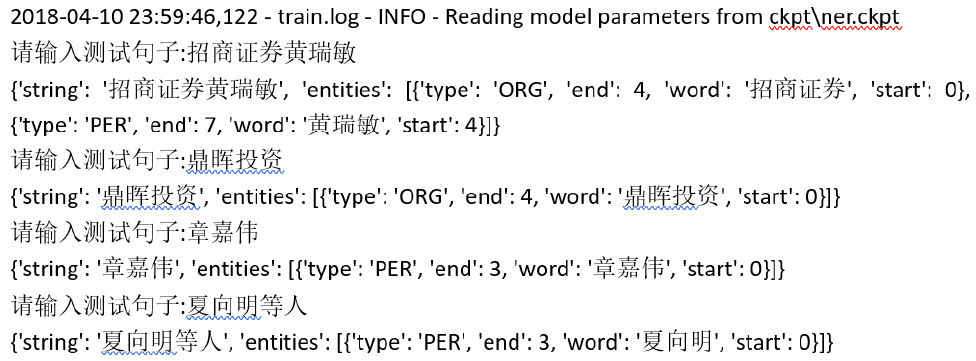 2018-04-10 23:59:46,122 - train.log - INFO - Reading model parameters from ckpt\ner.ckpt
请输入测试句子:招商证券黄瑞敏
{'string': '招商证券黄瑞敏', 'entities': [{'type': 'ORG', 'end': 4, 'word': '招商证券', 'start': 0},
{'type': 'PER', 'end': 7, 'word': '黄瑞敏', 'start': 4}]}
请输入测试句子:鼎晖投资
{'string': '鼎晖投资', 'entities': [{'type': 'ORG', 'end': 4, 'word': '鼎晖投资', 'start': 0}]}
请输入测试句子:章嘉伟
{'string': '章嘉伟', 'entities': [{'type': 'PER', 'end': 3, 'word': '章嘉伟', 'start': 0}]}
请输入测试句子:夏向明等人
{'string': '夏向明等人', 'entities': [{'type': 'PER', 'end': 3, 'word': '夏向明', 'start': 0}]}